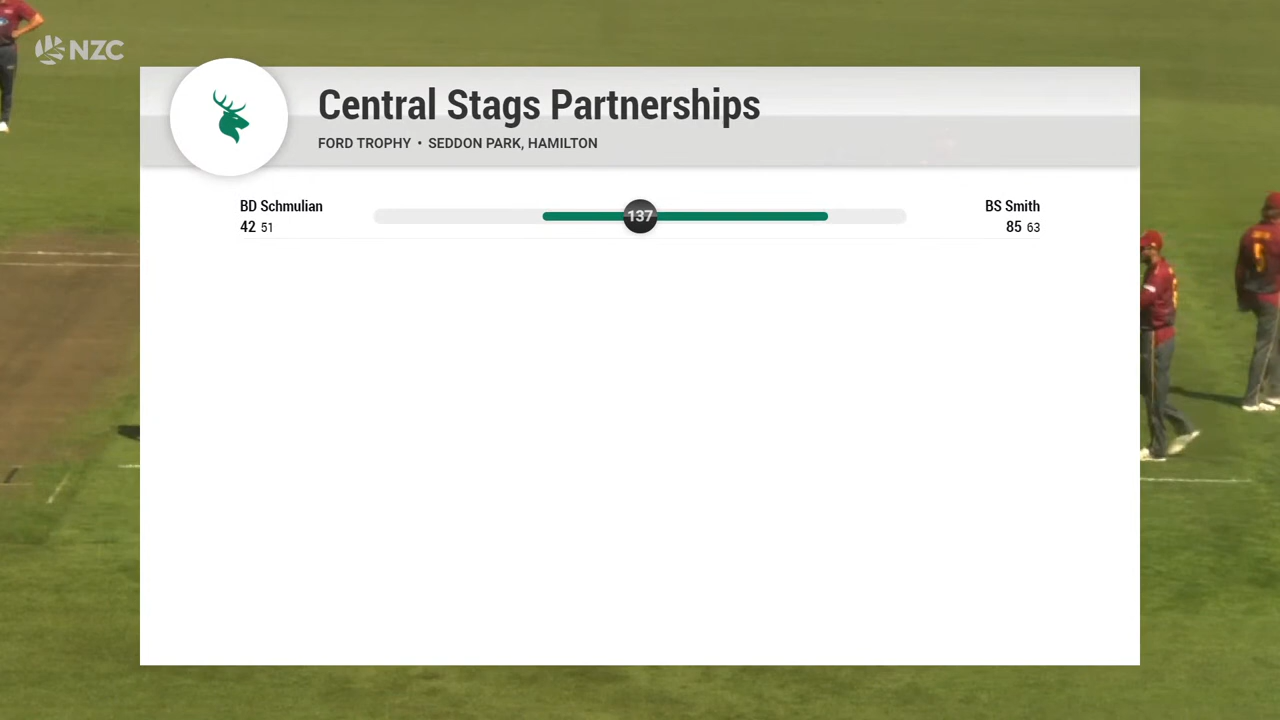 NZC
Central Stags Partnerships
FORD TROPHY • SEDDON PARK, HAMILTON
BD Schmulian
42 51
137
BS Smith
85 63